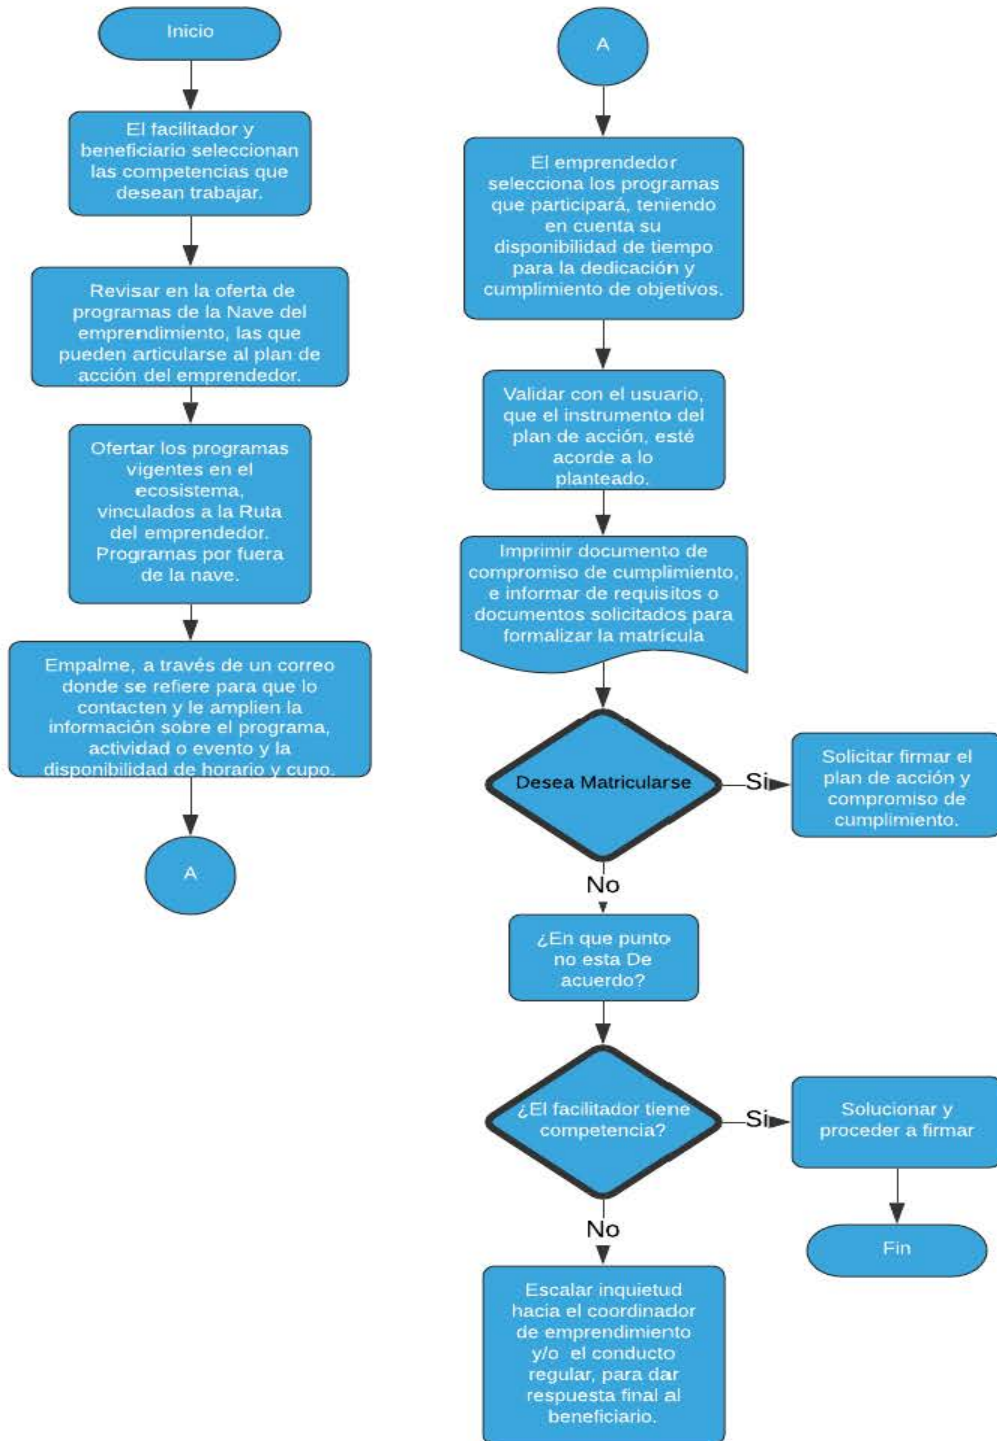 Inicio
El facilitador y
beneficiario seleccionan
las competencias que
desean trabajar.
Revisar en la oferta de
programas de la Nave del
emprendimiento, las que
pueden articularse al plan de
acción del emprendedor.
Ofertar los programas
vigentes en el
ecosistema,
vinculados a la Ruta
del emprendedor.
Programas por fuera
de la nave.
Empalme, a través de un correo
donde se refiere para que lo
contacten y le amplien la
información sobre el programa,
actividad o evento y la
disponibilidad de horario y cupo.
A
A
El emprendedor
selecciona los programas
que participará, teniendo
en cuenta su
disponibilidad de tiempo
para la dedicación y
cumplimiento de objetivos.
Validar con el usuario,
que el instrumento del
plan de acción, esté
acorde a lo
planteado.
Imprimir documento de
compromiso de cumplimiento,
e informar de requisitos o
documentos solicitados para
formalizar la matrícula
Desea Matricularse
Si
Solicitar firmar el
plan de acción y
compromiso de
cumplimiento.
No
¿En que punto
no esta De
acuerdo?
¿El facilitador tiene
competencia?
Si
Solucionar y
proceder a firmar
No
Fin
Escalar inquietud
hacia el coordinador
de emprendimiento
y/o el conducto
regular, para dar
respuesta final al
beneficiario.